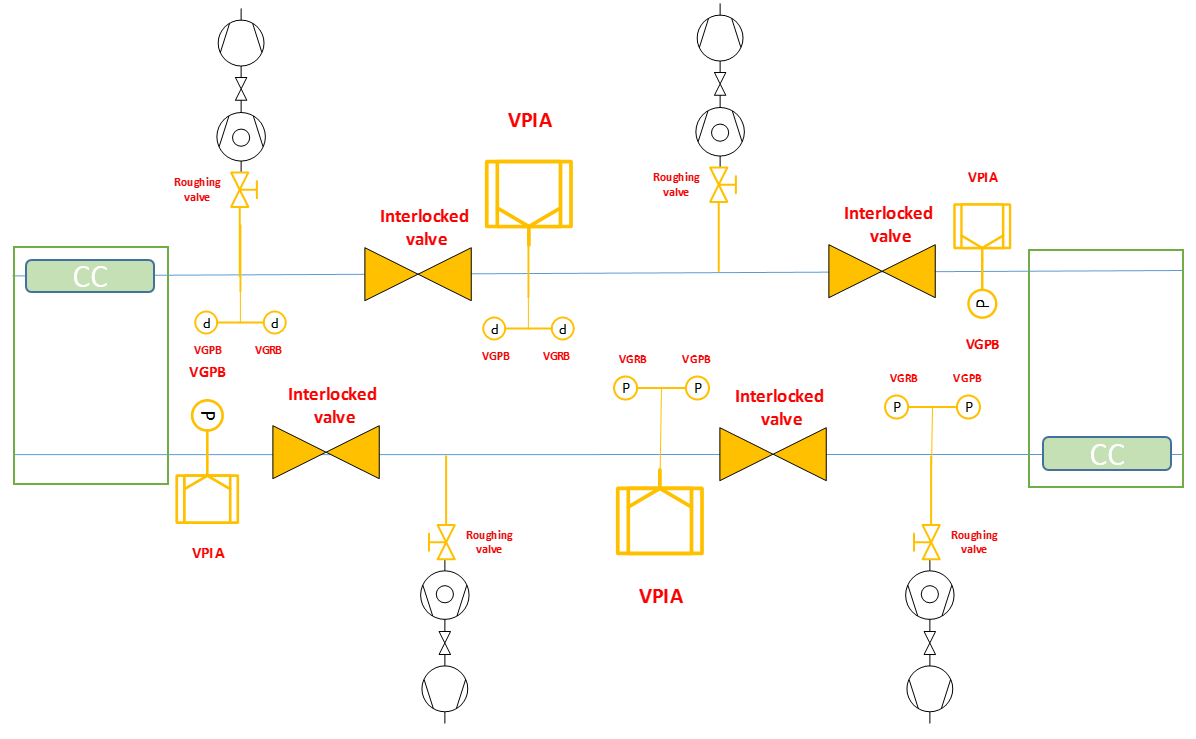 VPIA
Roughing
valve
Roughing
valve
VPIA
Interlocked
valve
Interlocked
valve
CC
P
P
VGPB
VGRB
P
P
VGPB
VGRB
P
VGPB
VGPB
P
Interlocked
valve
VGRB
VGPB
P
P
Interlocked
valve
VGRB
VGPB
P
P
CC
VPIA
Roughing
valve
VPIA
Roughing
valve